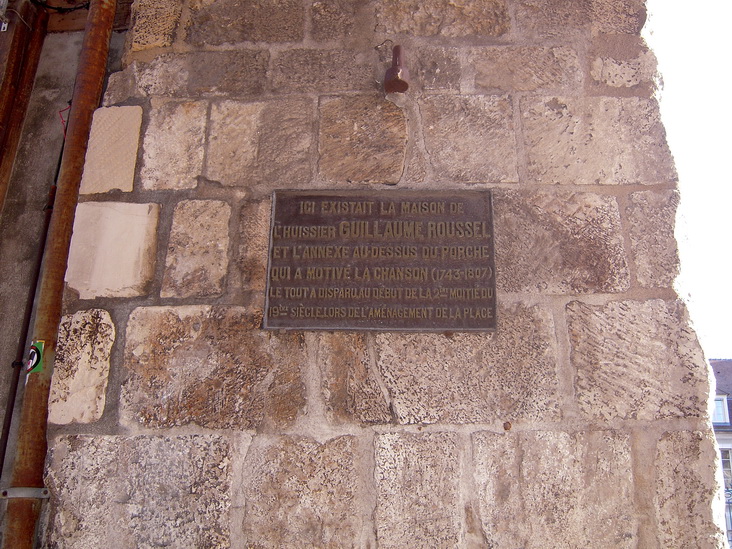 ICI EXISTAIT LA MAISON DE
L'HUISSIER GUILLAUME ROUSSEL
ET L'ANNEXE AU-DESSUS DU PORCHE
QUI A MOTIVÉ LA CHANSON (1743-1807)
LE TOUT A DISPARU AU DÉBUT DE LA 2ME MOITIÉ DU
19ME SIÈCLE, LORS DE L'AMÉNAGEMENT DE LA PLACE